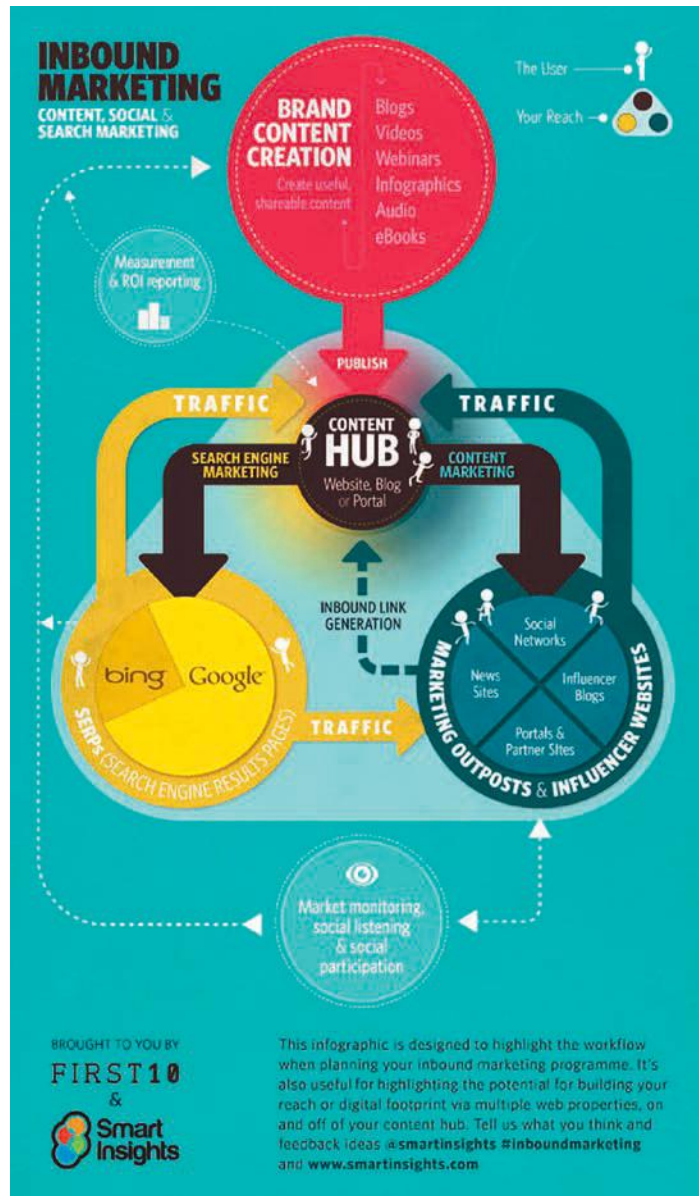 INBOUND
MARKETING
CONTENT, SOCIAL &
SEARCH MARKETING
The User
Your Reach
BRAND
CONTENT
CREATION
Create useful,
shareable content
Blogs
Videos
Webinars
Infographics
Audio
eBooks
Measurement
& ROI reporting
PUBLISH
TRAFFIC
TRAFFIC
SEARCH ENGINE
MARKETING
CONTENT
HUB
Website, Blog
or Portal
CONTENT
MARKETING
INBOUND LINK
GENERATION
bing
Google
SERPs (SEARCH ENGINE RESULTS PAGES)
TRAFFIC
Social
Networks
News
Sites
Influencer
Blogs
Portals &
Partner Sites
MARKETING OUTPOSTS & INFLUENCER WEBSITES
Market monitoring,
social listening
& social
participation
BROUGHT TO YOU BY
FIRST10
&
Smart
Insights
This infographic is designed to highlight the workflow
when planning your inbound marketing programme. It's
also useful for highlighting the potential for building your
reach or digital footprint via multiple web properties, on
and off of your content hub. Tell us what you think and
feedback ideas @smartinsights #inboundmarketing
and www.smartinsights.com